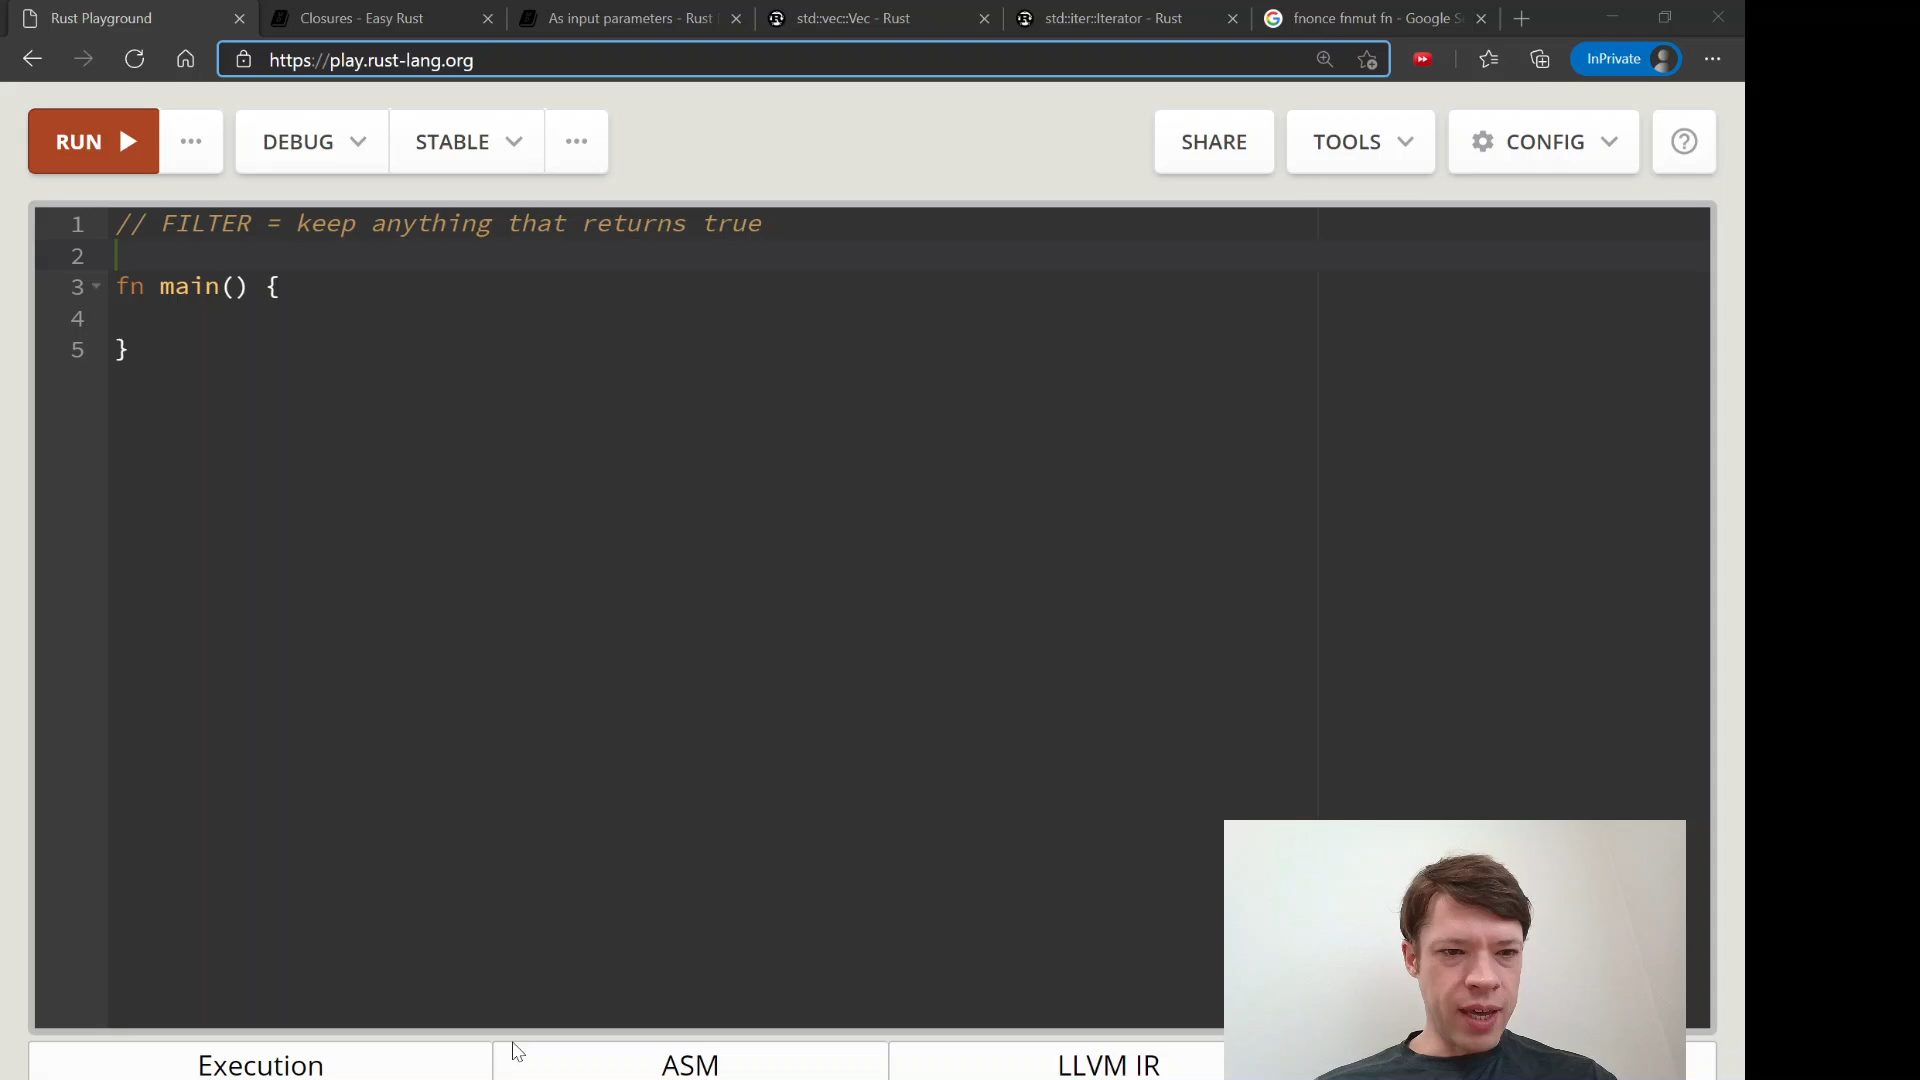 Rust Playground
Closures - Easy Rust
As input parameters - Rust
std::vec::Vec - Rust
std::iter::Iterator - Rust
fnonce fnmut fn - Google S
https://play.rust-lang.org
InPrivate
RUN
DEBUG
STABLE
SHARE
TOOLS
CONFIG
1 // FILTER = keep anything that returns true
2
3 fn main() {
4
5 }
Execution
ASM
LLVM IR